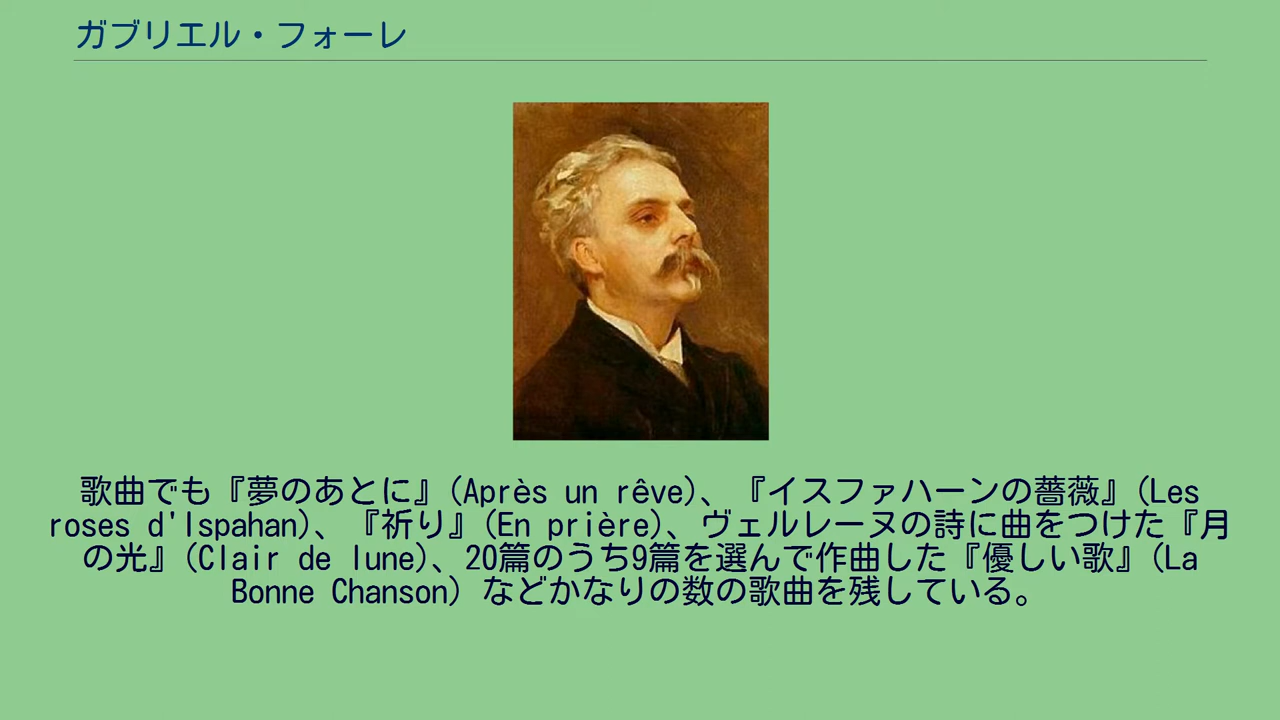 ガブリエル・フォーレ
歌曲でも『夢のあとに』(Après un rêve)、『イスファハーンの薔薇』(Les
roses d'Ispahan)、『祈り』(En prière)、ヴェルレーヌの詩に曲をつけた『月
の光』(Clair de lune)、20篇のうち9篇を選んで作曲した『優しい歌』(La
Bonne Chanson) などかなりの数の歌曲を残している。